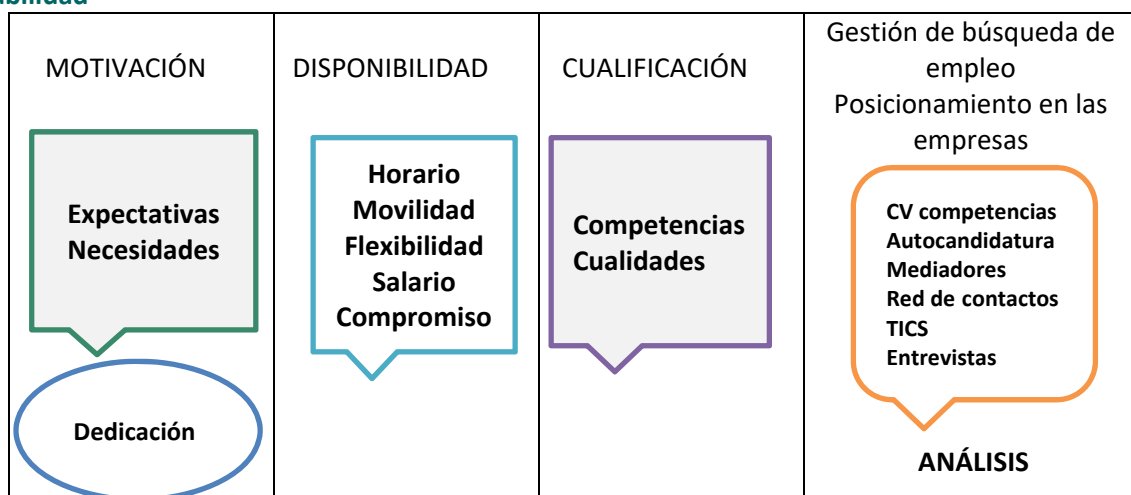 MOTIVACIÓN
Expectativas
Necesidades
Dedicación
DISPONIBILIDAD
Horario
Movilidad
Flexibilidad
Salario
Compromiso
CUALIFICACIÓN
Competencias
Cualidades
Gestión de búsqueda de
empleo
Posicionamiento en las
empresas
CV competencias
Autocandidatura
Mediadores
Red de contactos
TICS
Entrevistas
ANÁLISIS